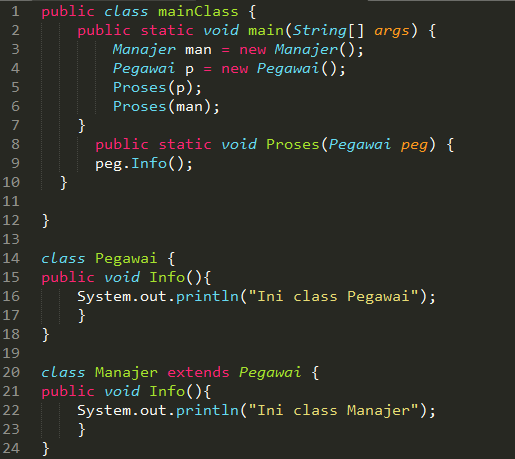 1 public class mainClass {
2 public static void main(String[] args) {
3 Manajer man = new Manajer();
4 Pegawai p = new Pegawai();
5 Proses(p);
6 Proses(man);
7 }
8 public static void Proses(Pegawai peg) {
9 peg.Info();
10 }
11
12 }
13
14 class Pegawai {
15 public void Info(){
16 System.out.println("Ini class Pegawai");
17 }
18 }
19
20 class Manajer extends Pegawai {
21 public void Info(){
22 System.out.println("Ini class Manajer");
23 }
24 }